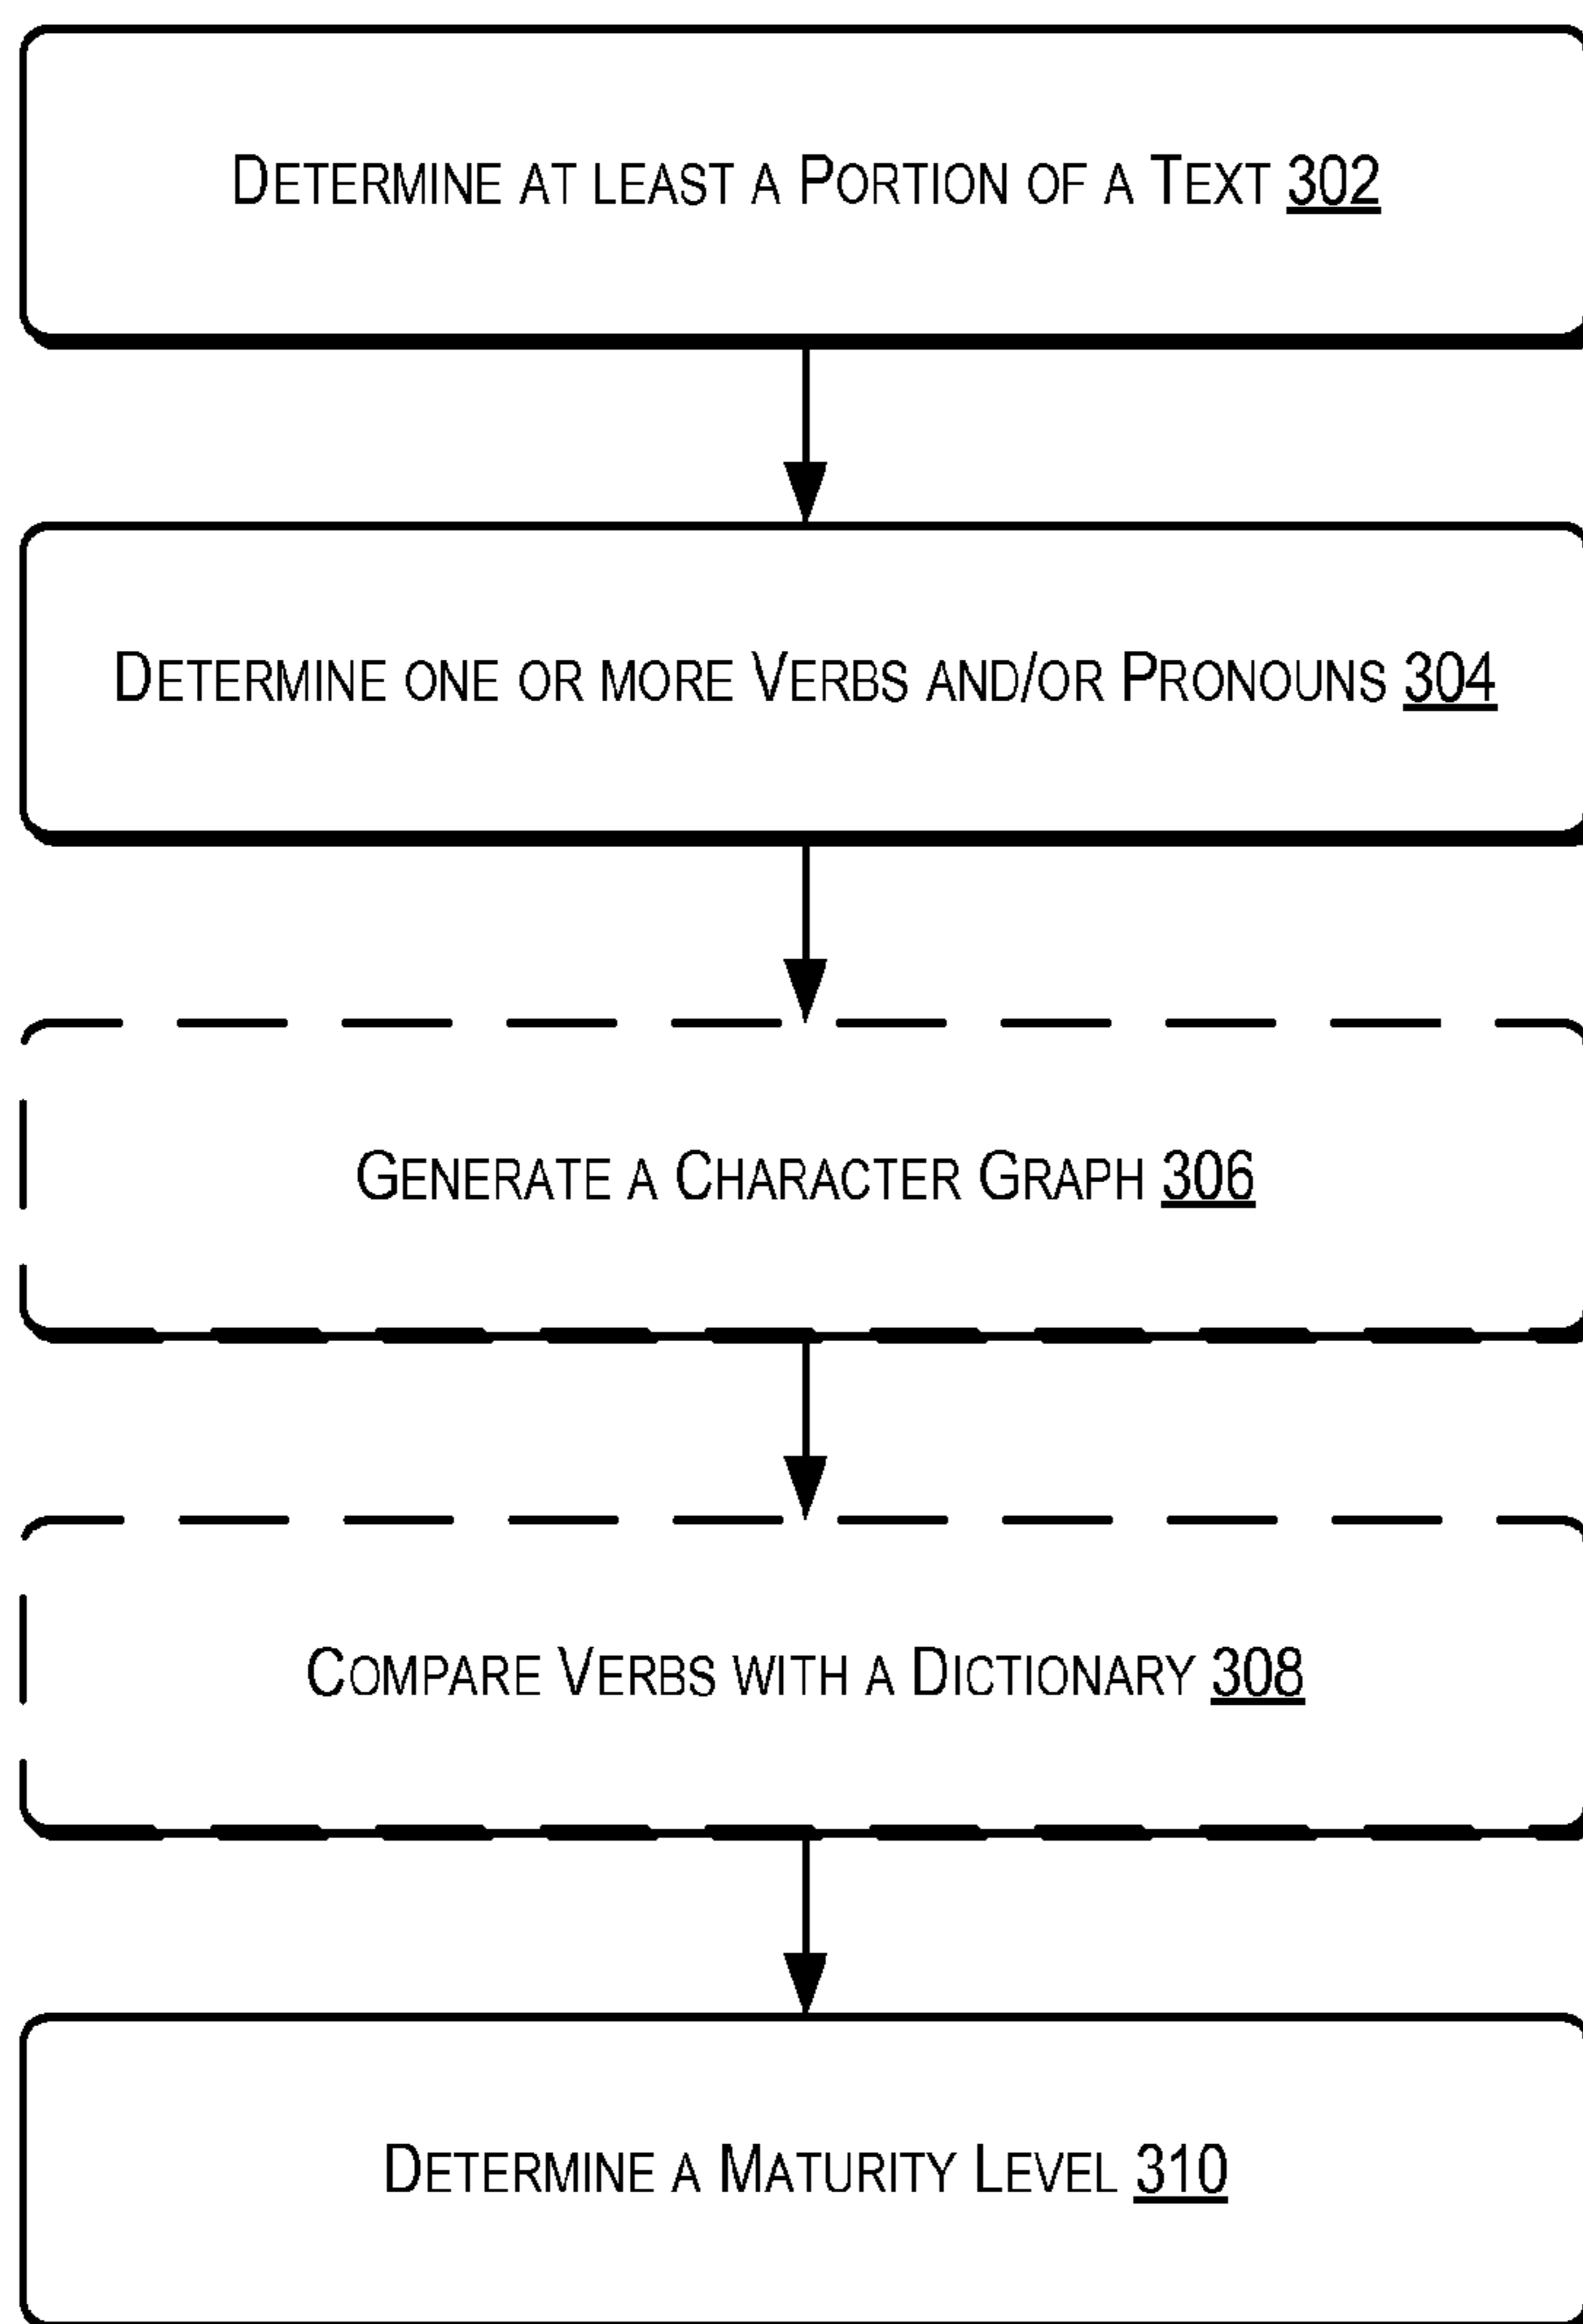 Determine at least a Portion of a Text 302
Determine one or more Verbs and/or Pronouns 304
Generate a Character Graph 306
Compare Verbs with a Dictionary 308
Determine a Maturity Level 310